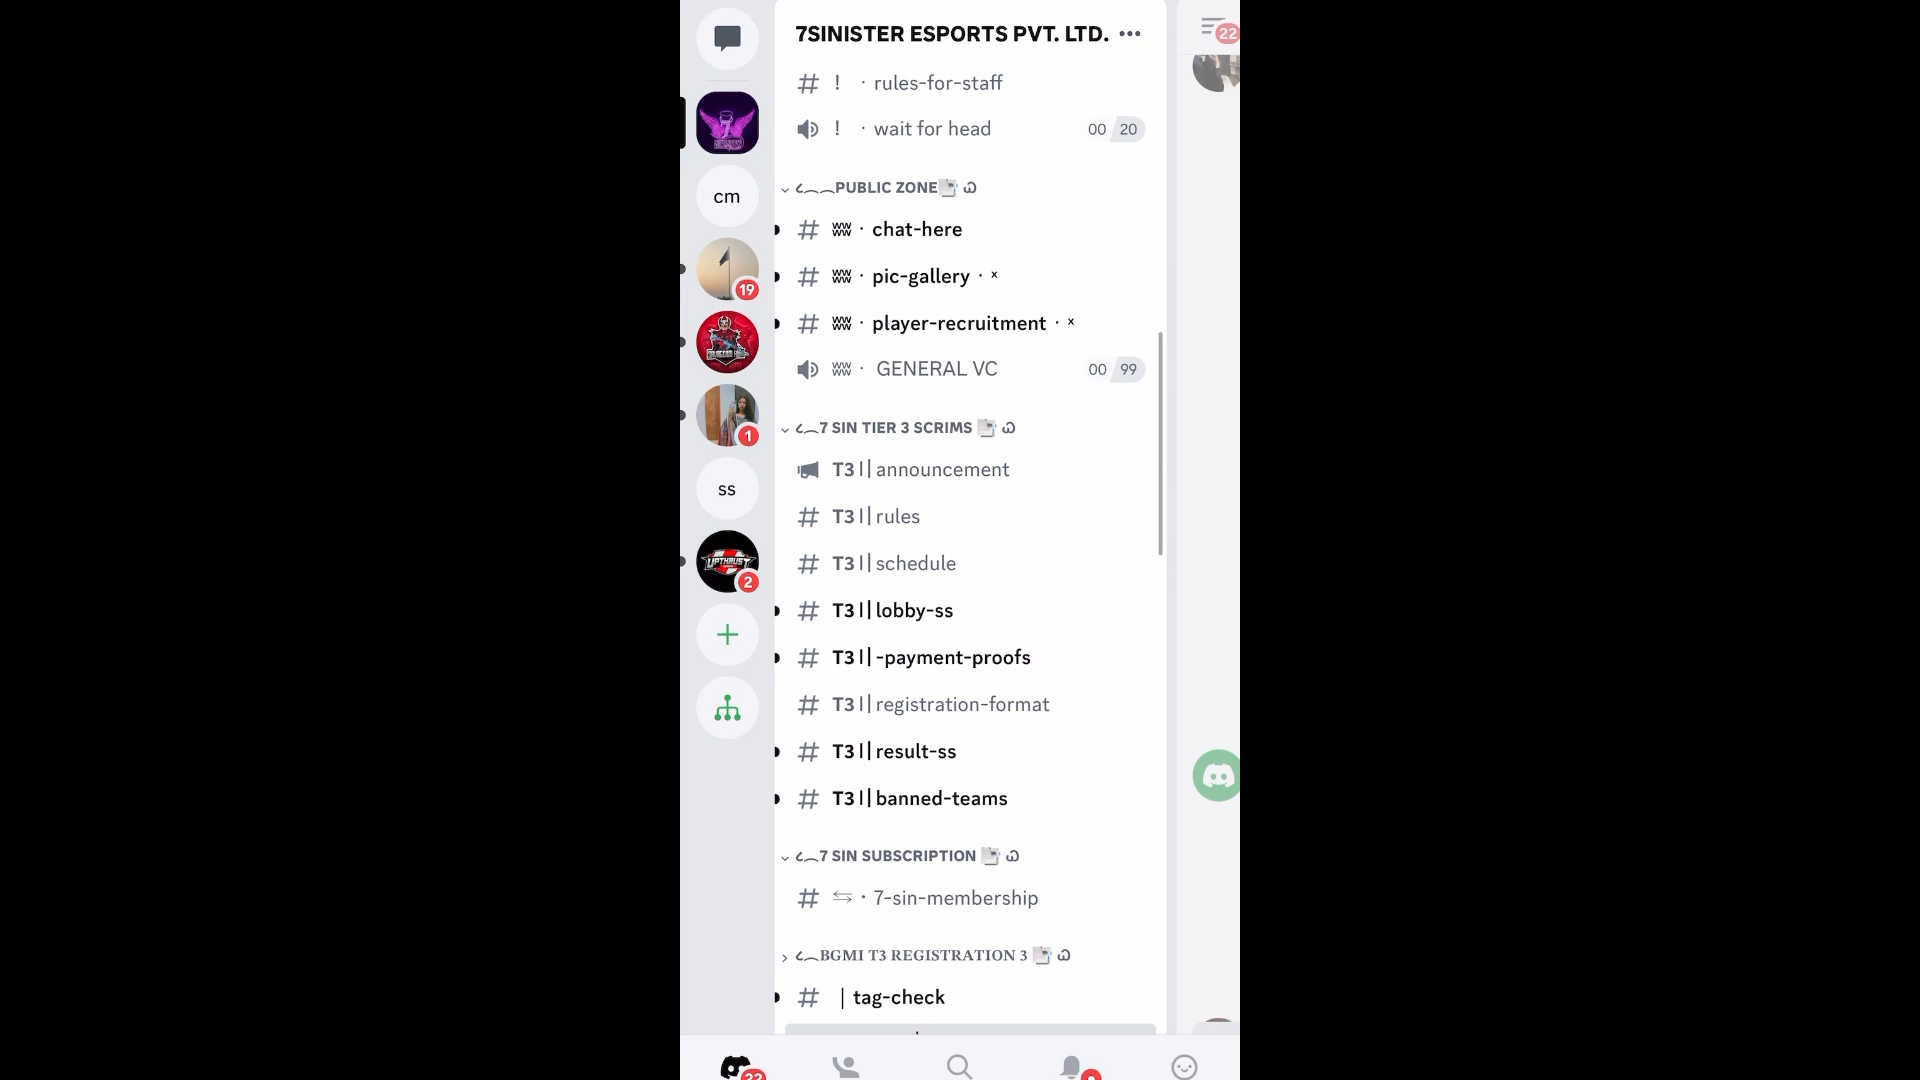 7SINISTER ESPORTS PVT. LTD. •••
22
# ! · rules-for-staff
! · wait for head 00 20
PUBLIC ZONE
# ʬ · chat-here
cm
# ʬ · pic-gallery · ˣ
19
# ʬ · player-recruitment · ˣ
ʬ · GENERAL VC 00 99
7 SIN TIER 3 SCRIMS
1
T3 || announcement
ss
# T3 || rules
# T3 || schedule
UPTHRUST
2
# T3 || lobby-ss
# T3 || -payment-proofs
# T3 || registration-format
# T3 || result-ss
# T3 || banned-teams
7 SIN SUBSCRIPTION
# ⇆ · 7-sin-membership
BGMI T3 REGISTRATION 3
# | tag-check
22